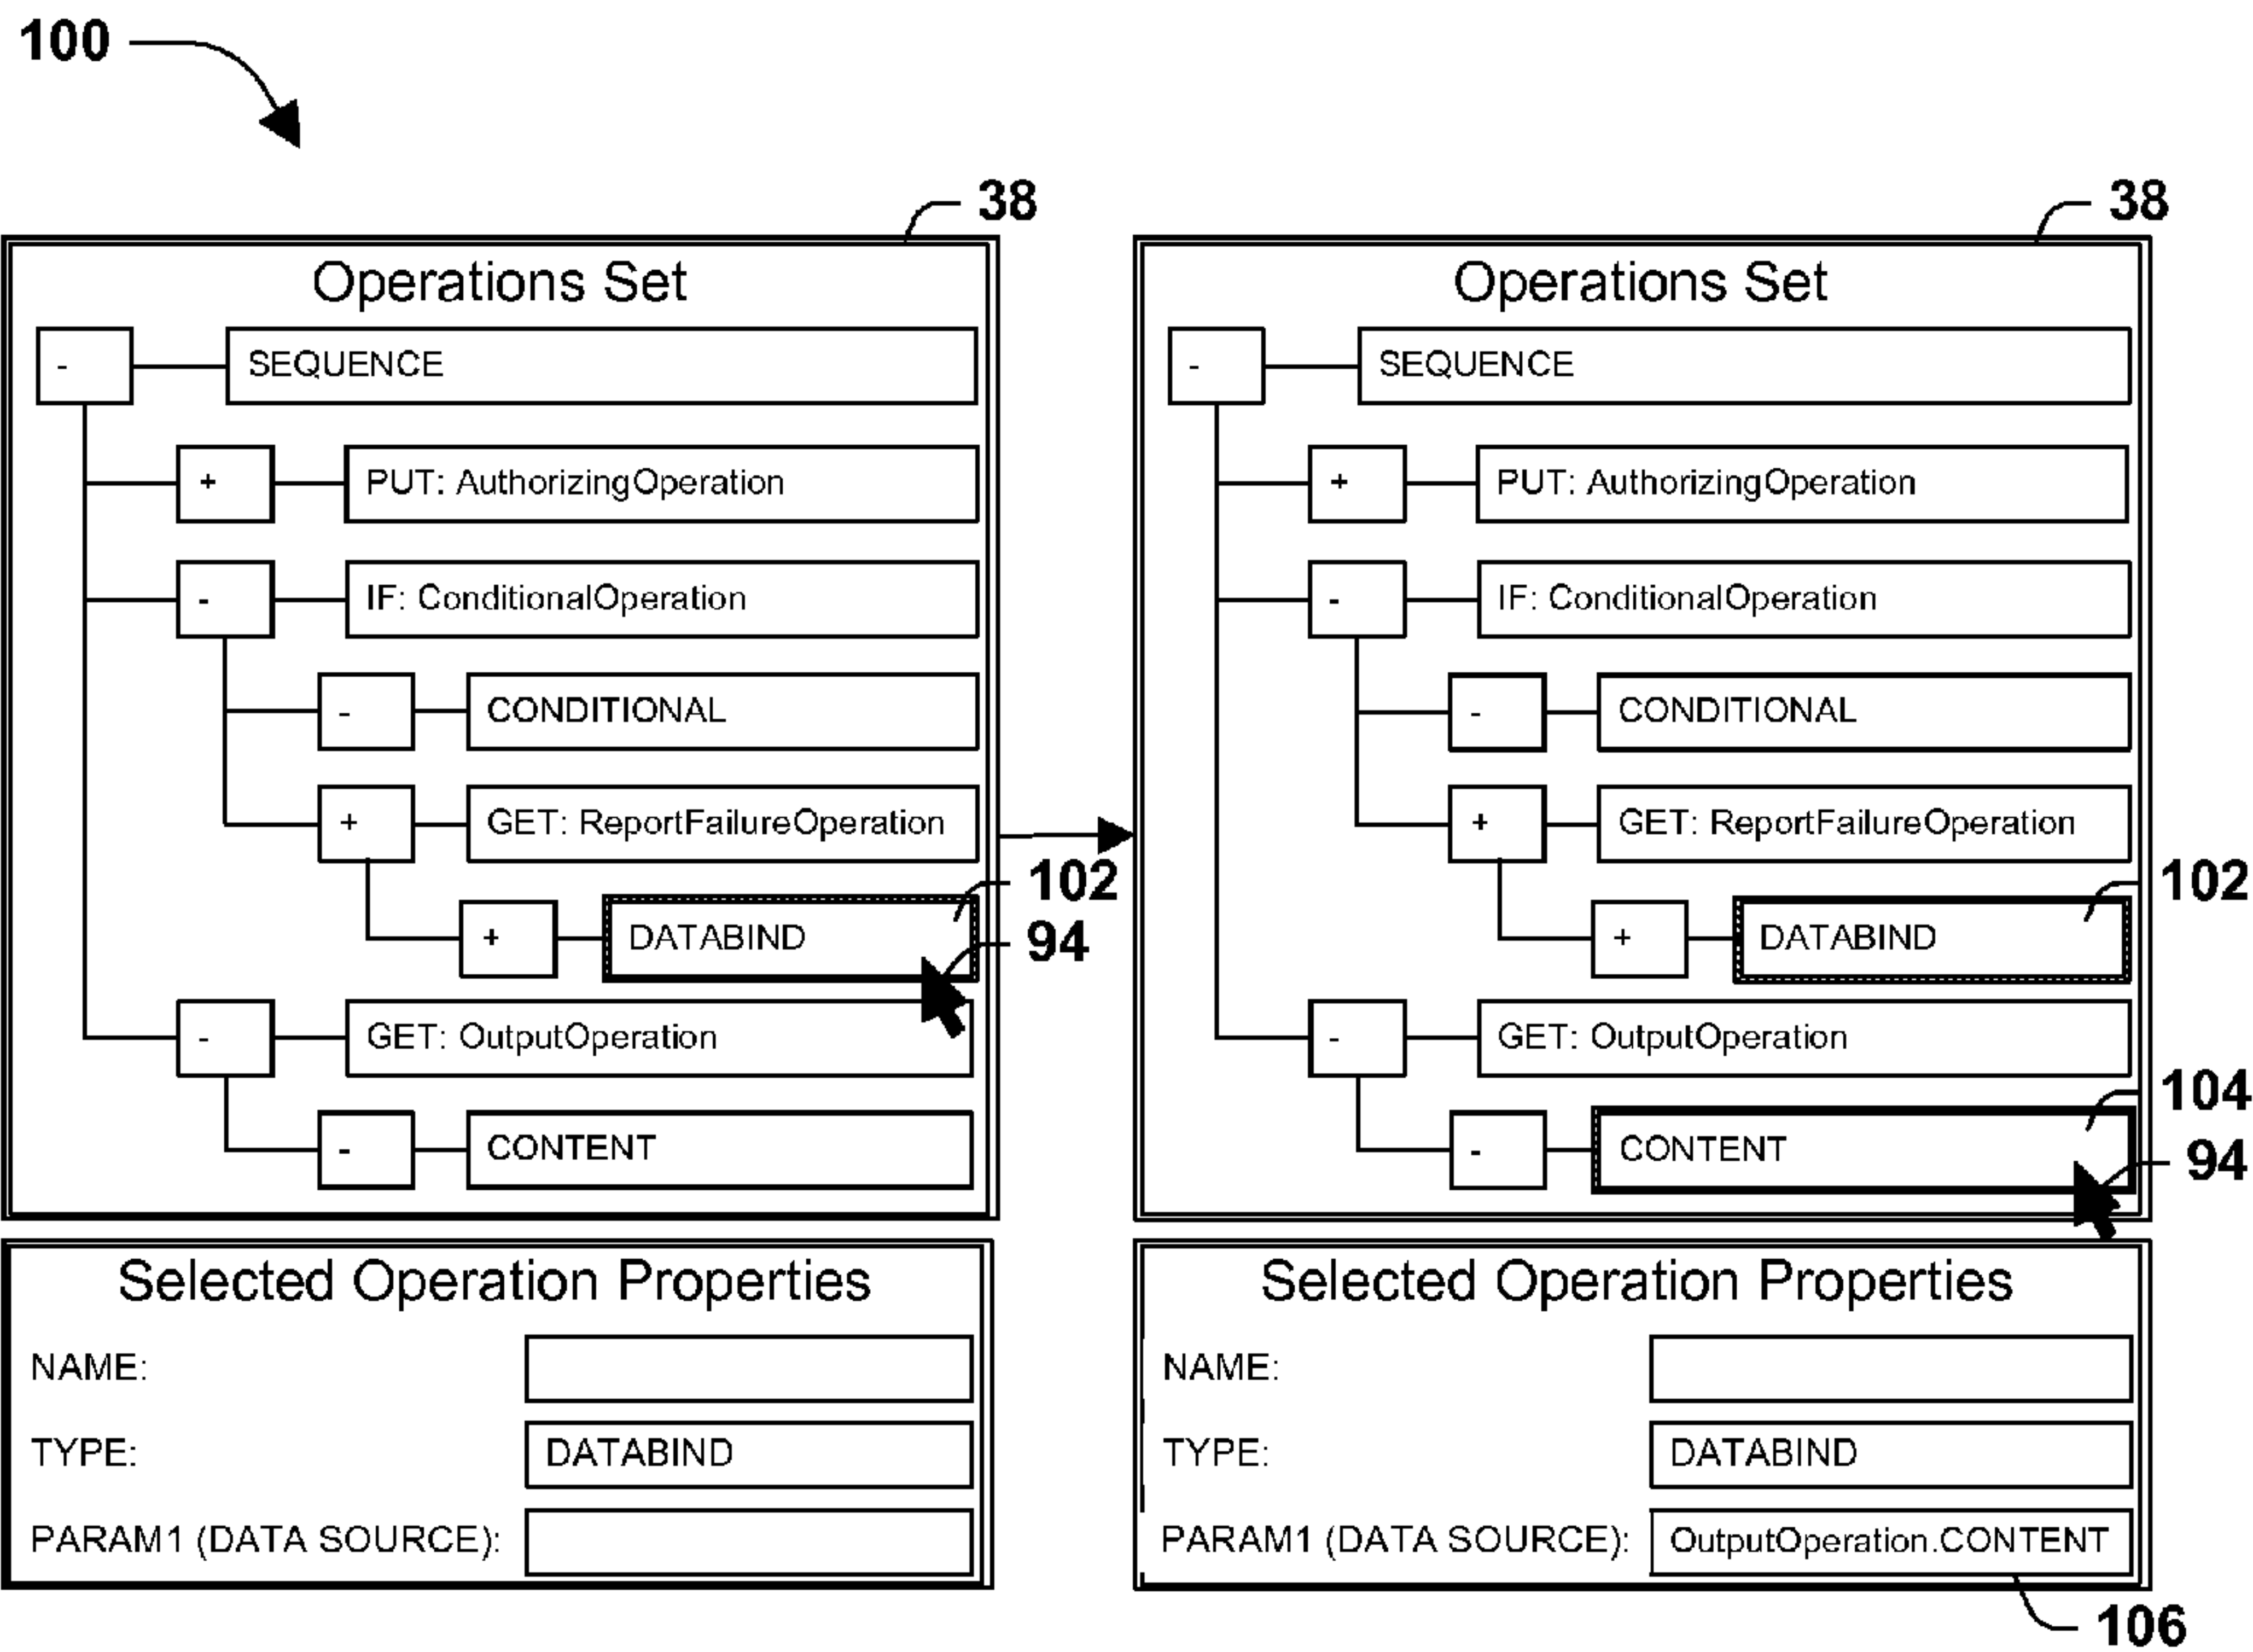 100
38
Operations Set
-
SEQUENCE
+
PUT: AuthorizingOperation
-
IF: ConditionalOperation
-
CONDITIONAL
+
GET: ReportFailureOperation
102
+
DATABIND
94
-
GET: OutputOperation
-
CONTENT
Selected Operation Properties
NAME:
TYPE:
DATABIND
PARAM1 (DATA SOURCE):
38
Operations Set
-
SEQUENCE
+
PUT: AuthorizingOperation
-
IF: ConditionalOperation
-
CONDITIONAL
+
GET: ReportFailureOperation
102
+
DATABIND
-
GET: OutputOperation
104
-
CONTENT
94
Selected Operation Properties
NAME:
TYPE:
DATABIND
PARAM1 (DATA SOURCE):
OutputOperation.CONTENT
106